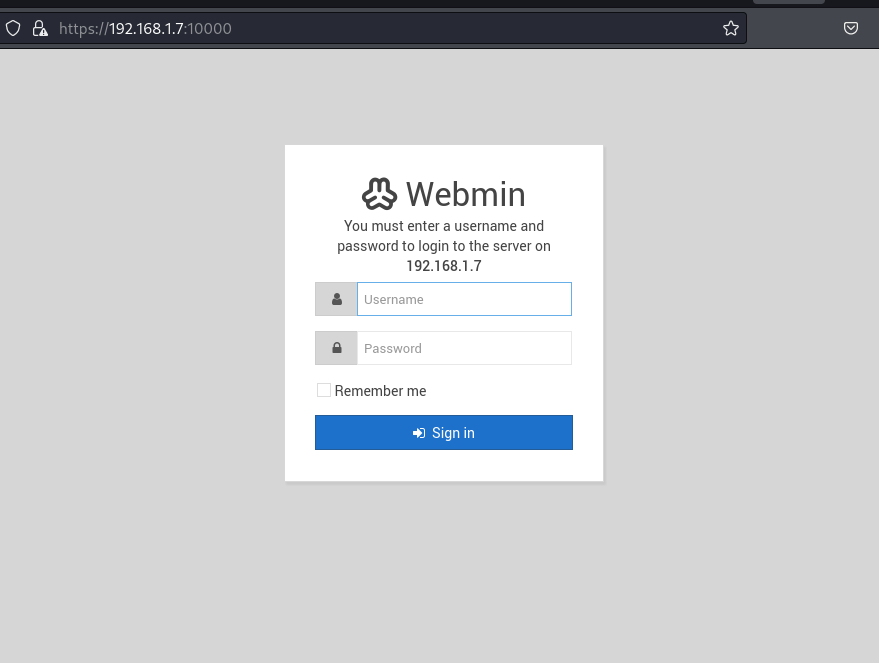 https://192.168.1.7:10000
Webmin
You must enter a username and
password to login to the server on
192.168.1.7
Username
Password
Remember me
Sign in